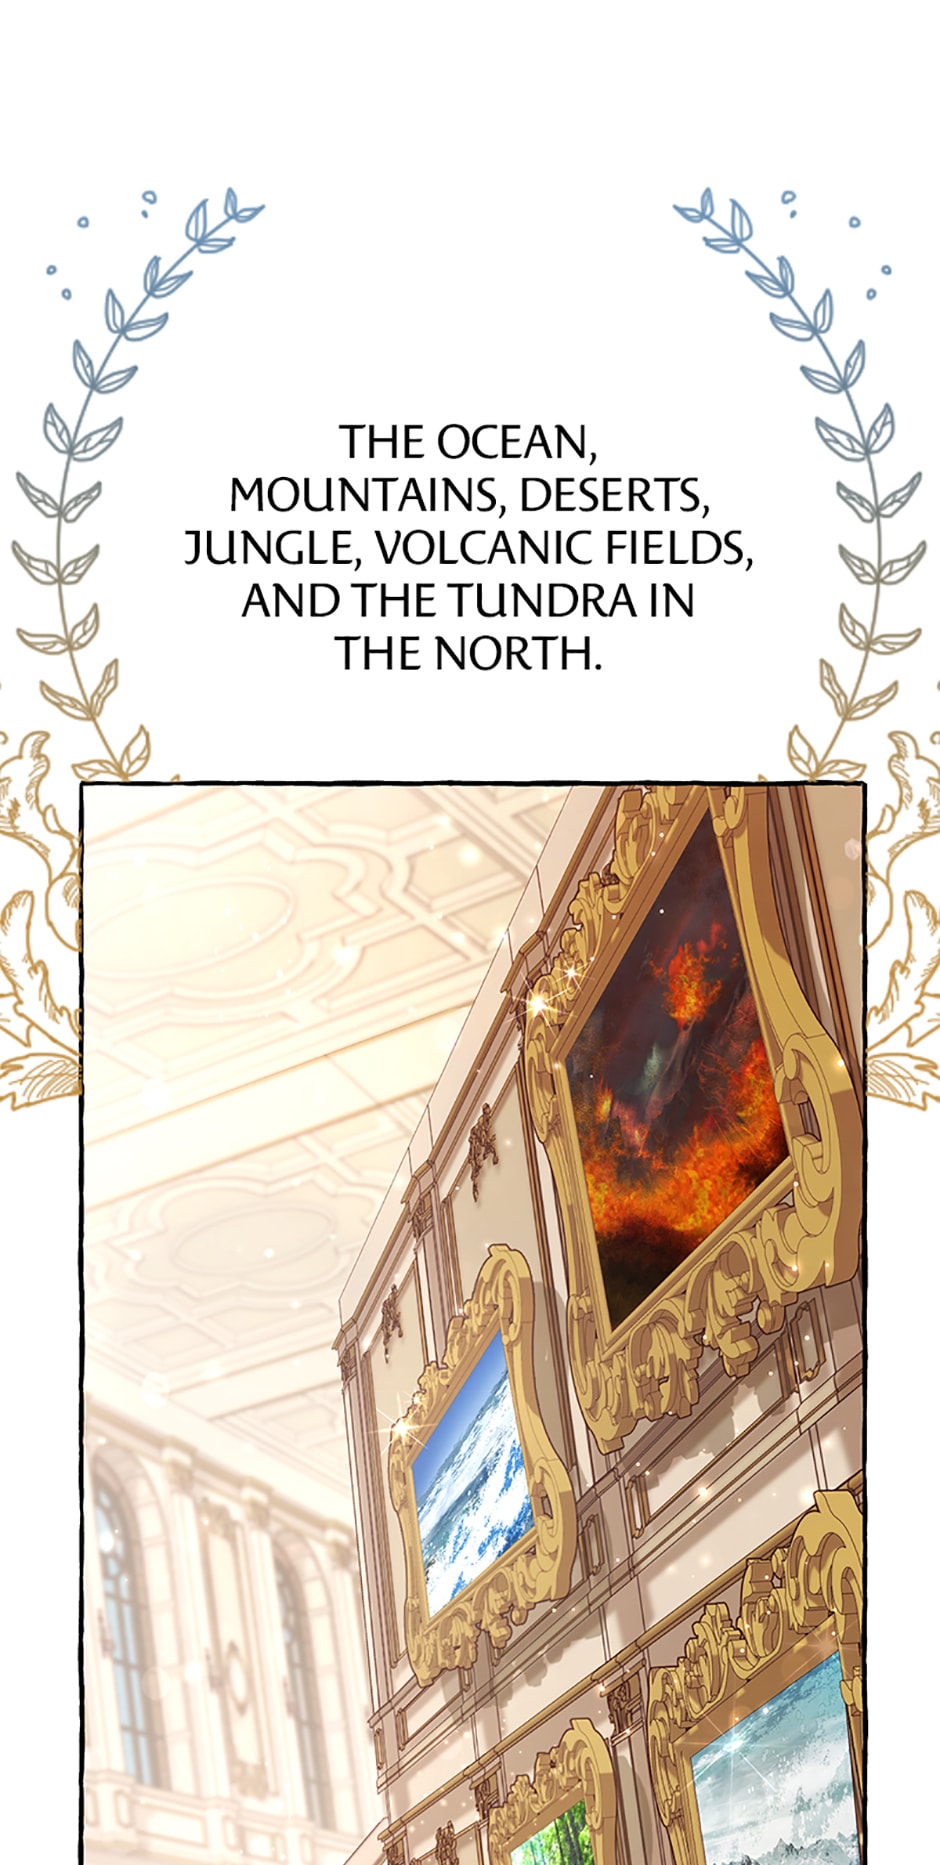 THE OCEAN,
MOUNTAINS, DESERTS,
JUNGLE, VOLCANIC FIELDS,
AND THE TUNDRA IN
THE NORTH.